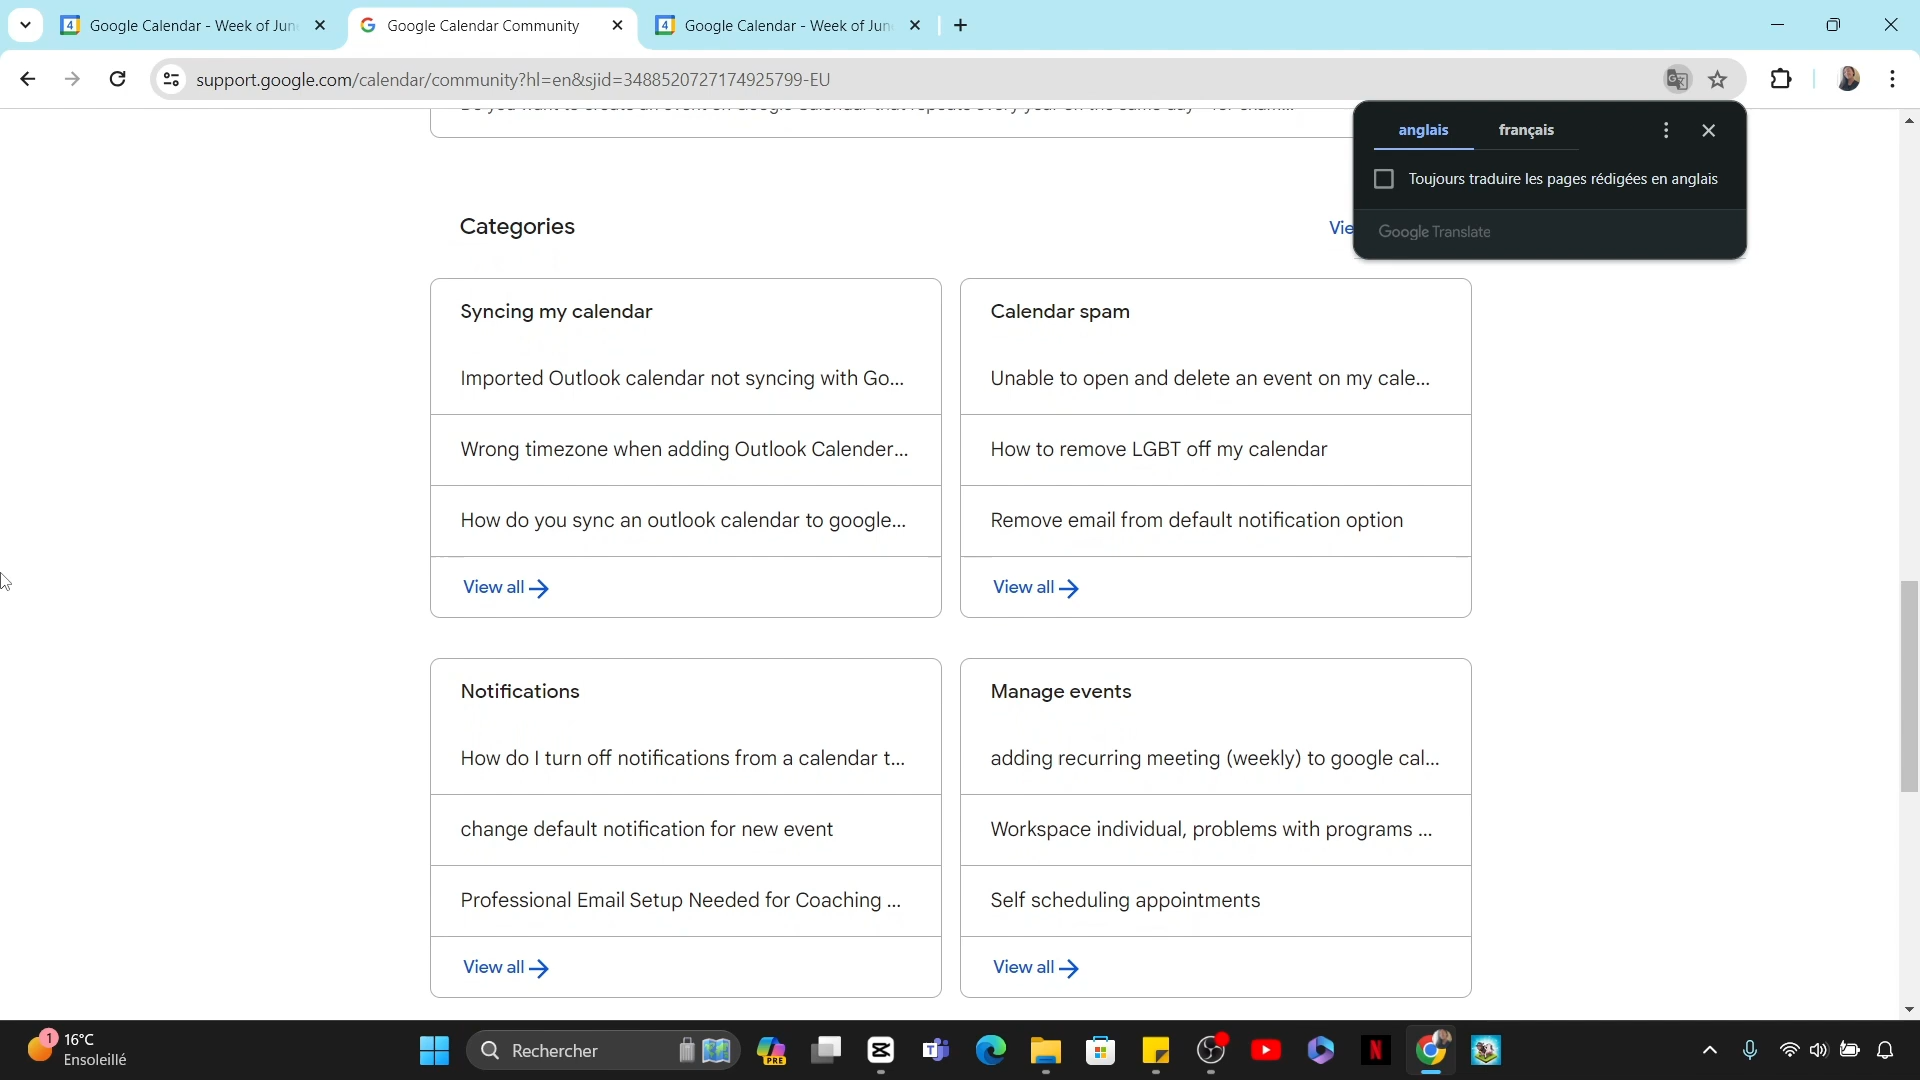 Google Calendar - Week of Jun
Google Calendar Community
Google Calendar - Week of Jun
support.google.com/calendar/community?hl=en&sjid=3488520727174925799-EU
anglais
français
Toujours traduire les pages rédigées en anglais
Google Translate
Categories
Vie
Syncing my calendar
Imported Outlook calendar not syncing with Go...
Wrong timezone when adding Outlook Calender...
How do you sync an outlook calendar to google...
View all
Calendar spam
Unable to open and delete an event on my cale...
How to remove LGBT off my calendar
Remove email from default notification option
View all
Notifications
How do I turn off notifications from a calendar t...
change default notification for new event
Professional Email Setup Needed for Coaching ...
View all
Manage events
adding recurring meeting (weekly) to google cal...
Workspace individual, problems with programs ...
Self scheduling appointments
View all
1
16°C
Ensoleillé
Rechercher
PRE